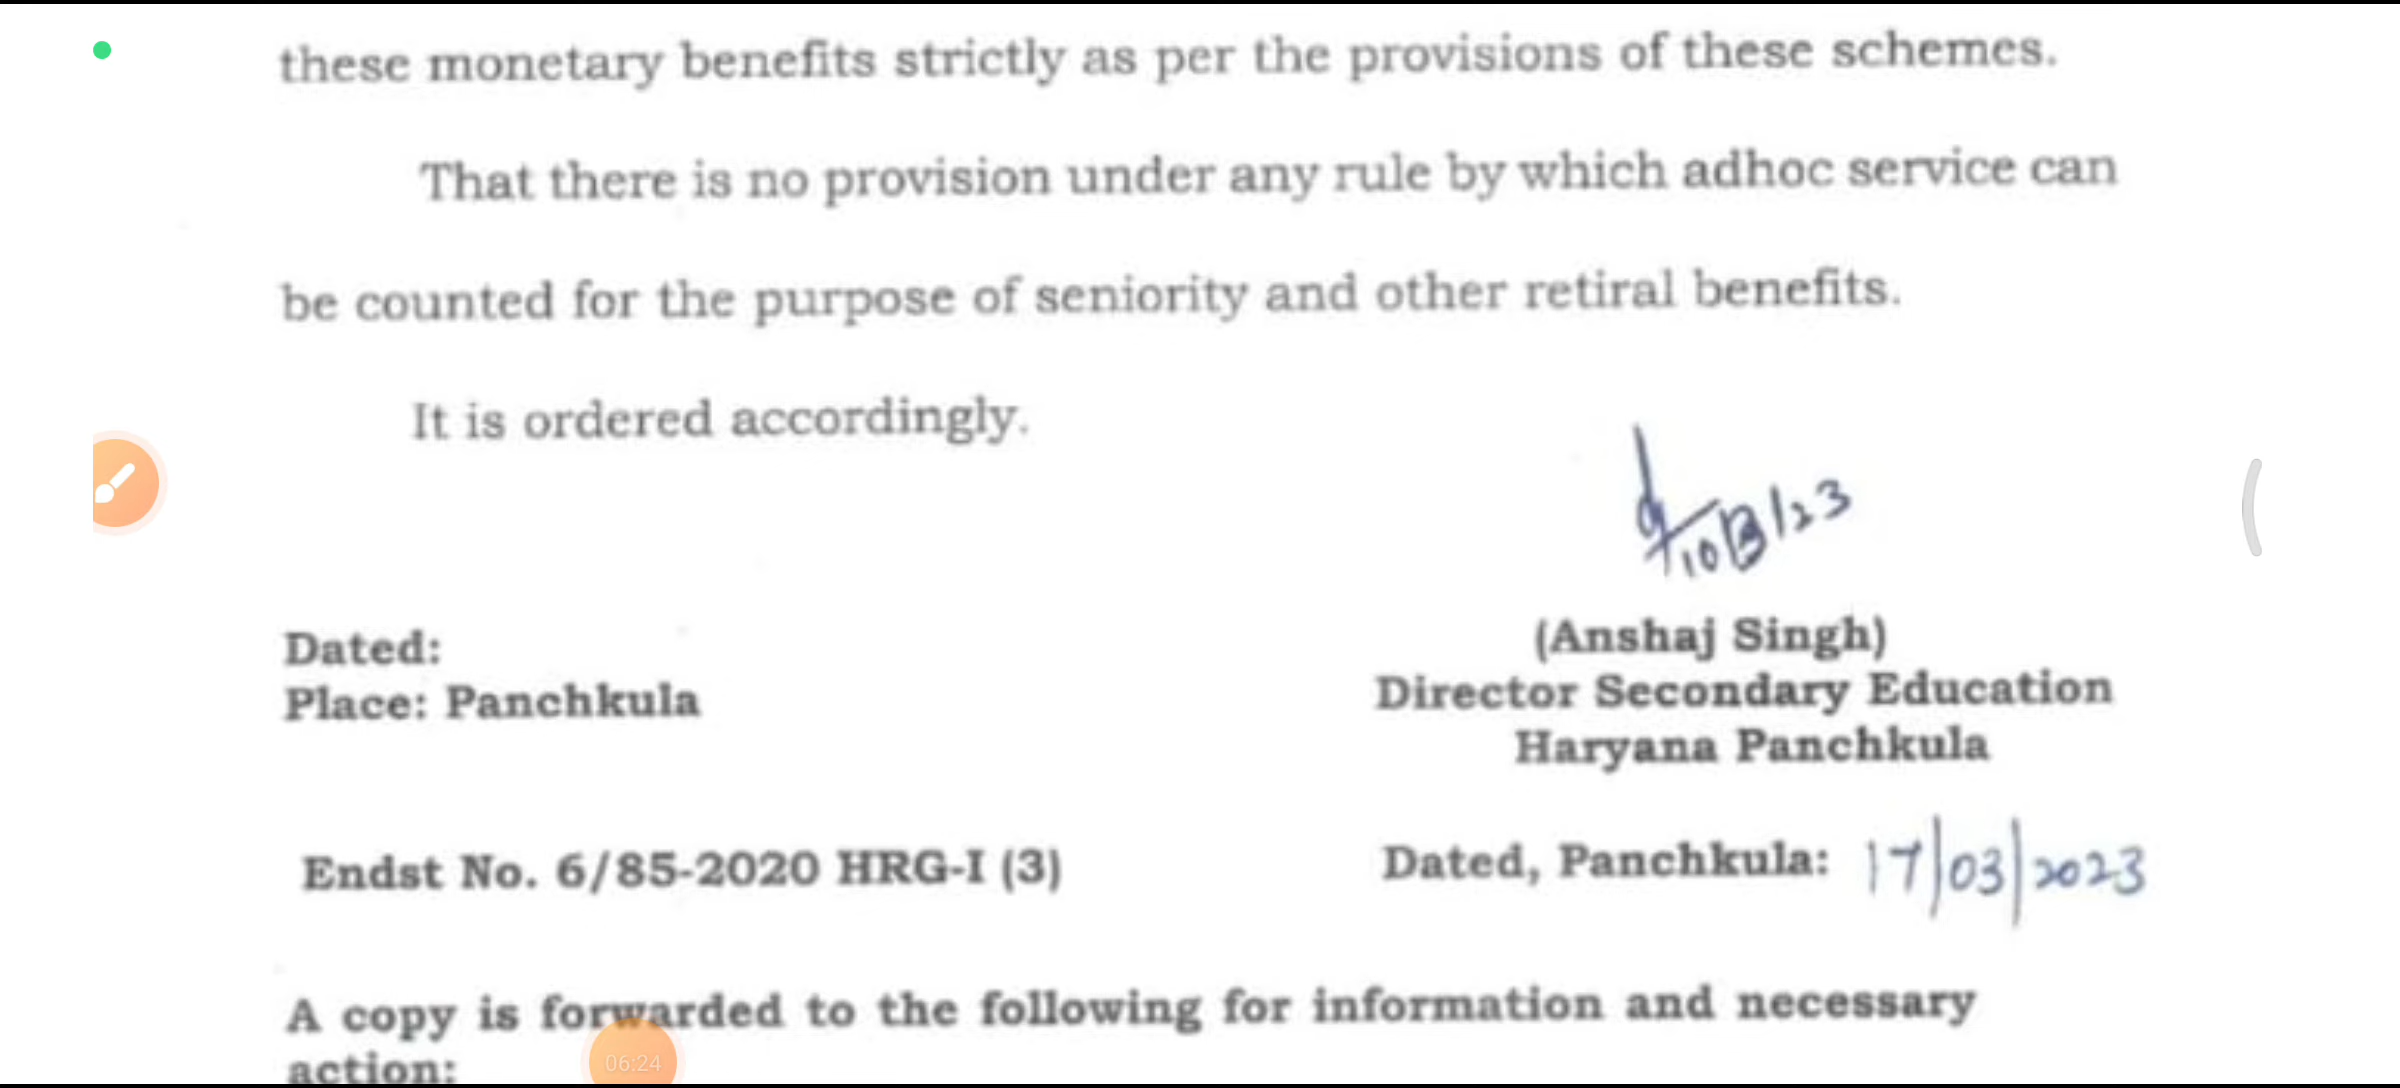 these monetary benefits strictly as per the provisions of these schemes.
That there is no provision under any rule by which adhoc service can
be counted for the purpose of seniority and other retiral benefits.
It is ordered accordingly.
10/3/23
Dated:
Place: Panchkula
(Anshaj Singh)
Director Secondary Education
Haryana Panchkula
Endst No. 6/85-2020 HRG-I (3)
Dated, Panchkula: 17/03/2023
A copy is forwarded to the following for information and necessary
action:
06:24